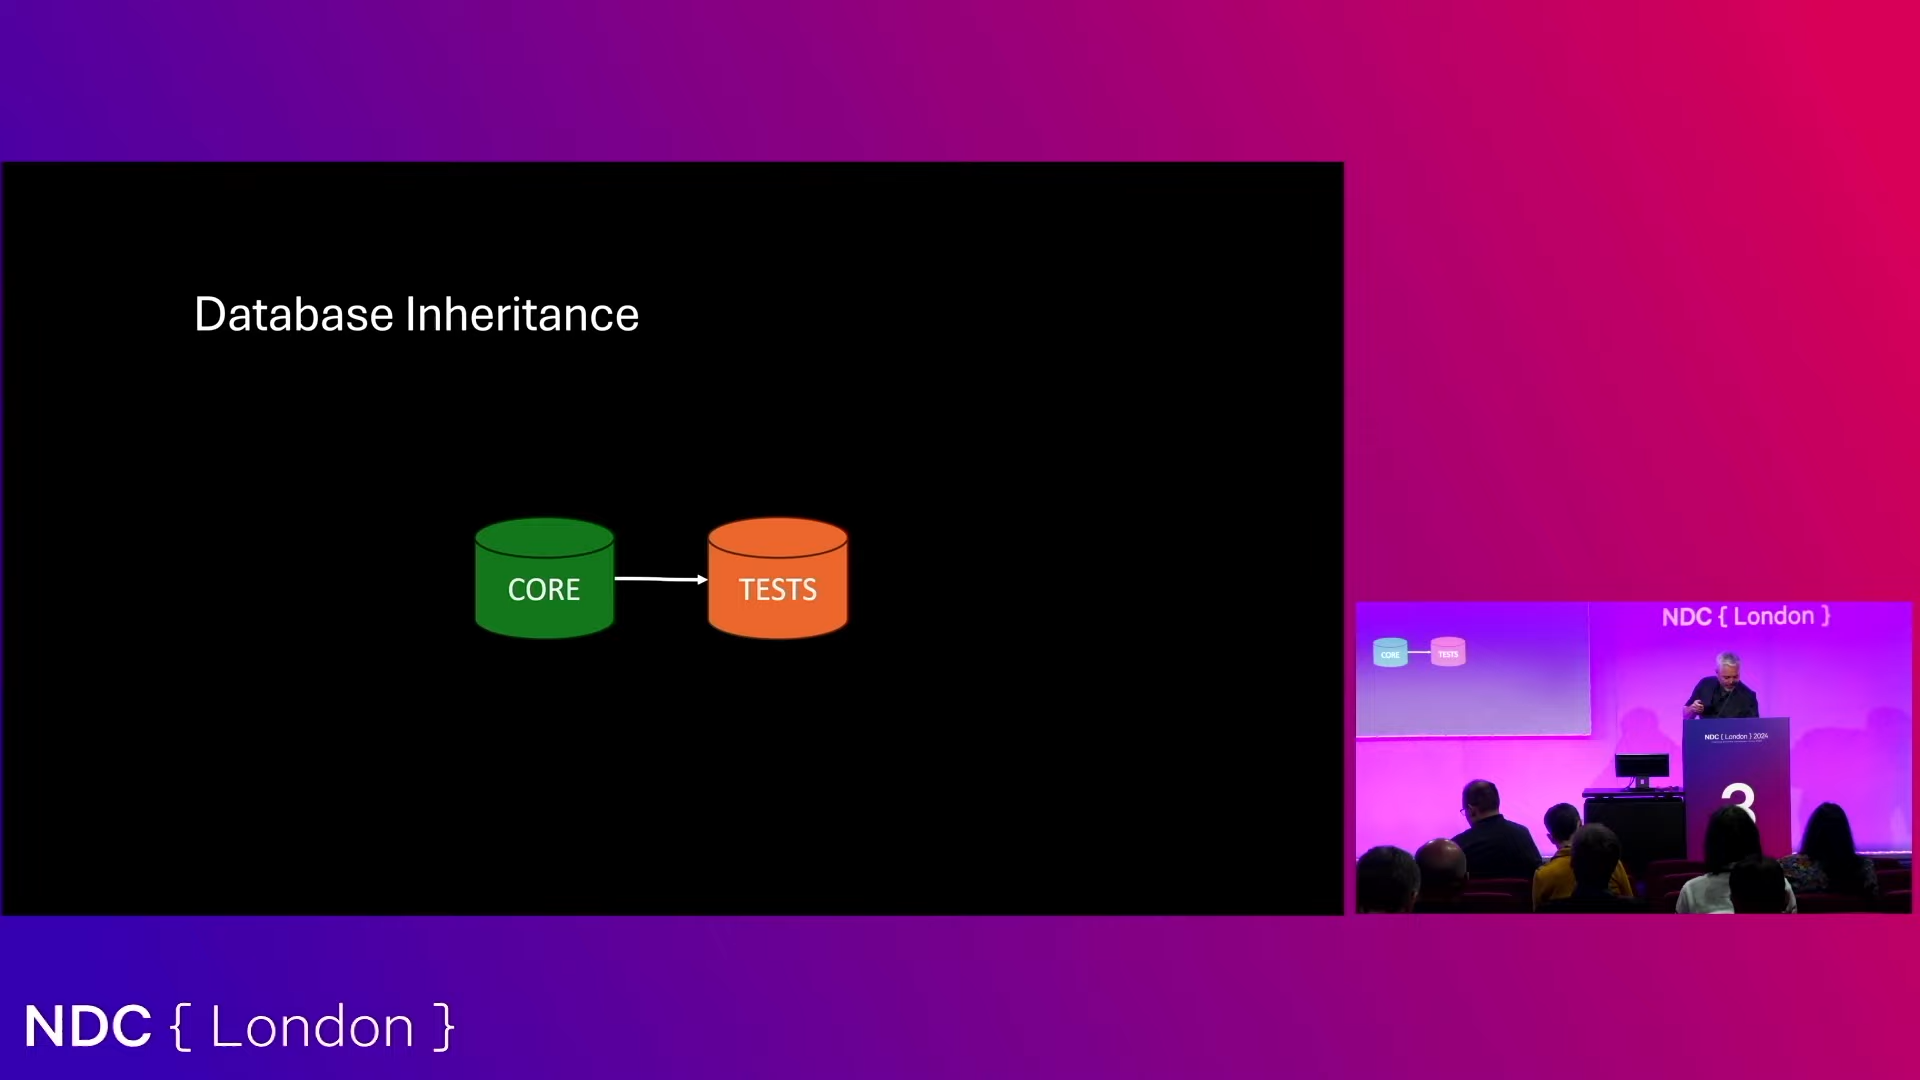 Database Inheritance
CORE
TESTS
NDC { London }
CORE
TESTS
NDC { London } 2024
3
NDC { London }